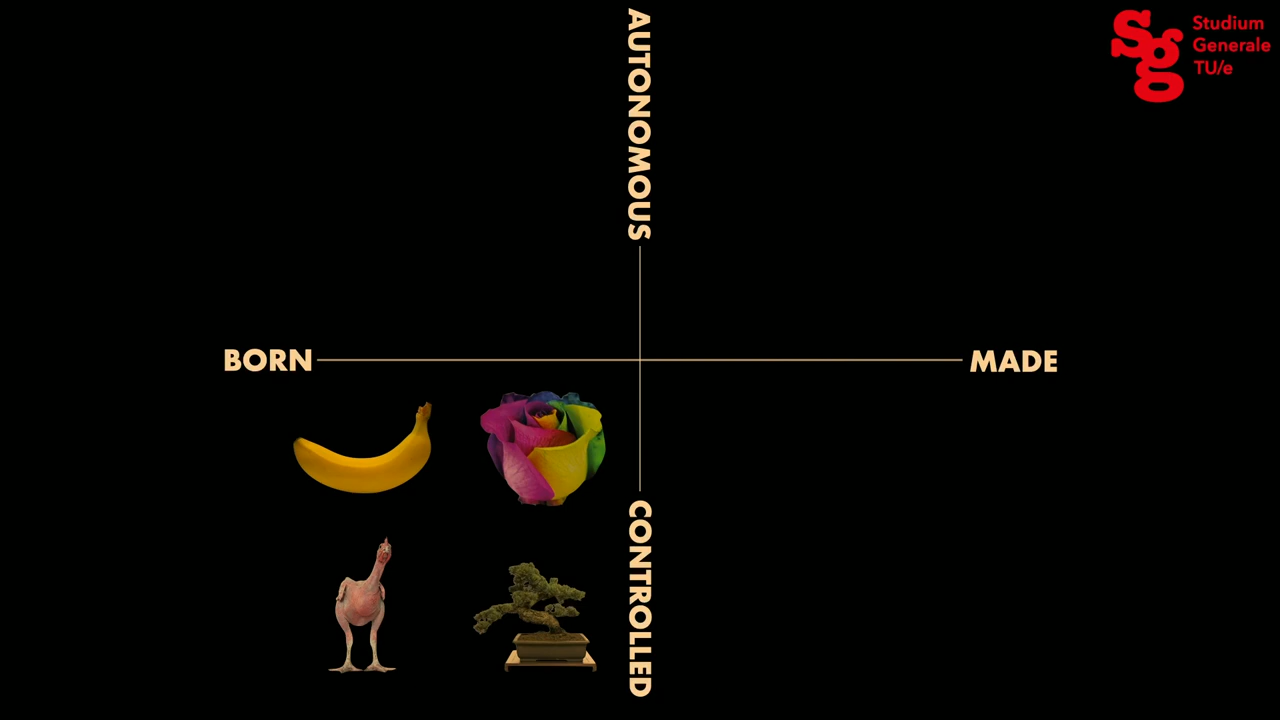 AUTONOMOUS
Studium
Generale
TU/e
Sg
BORN
MADE
CONTROLLED